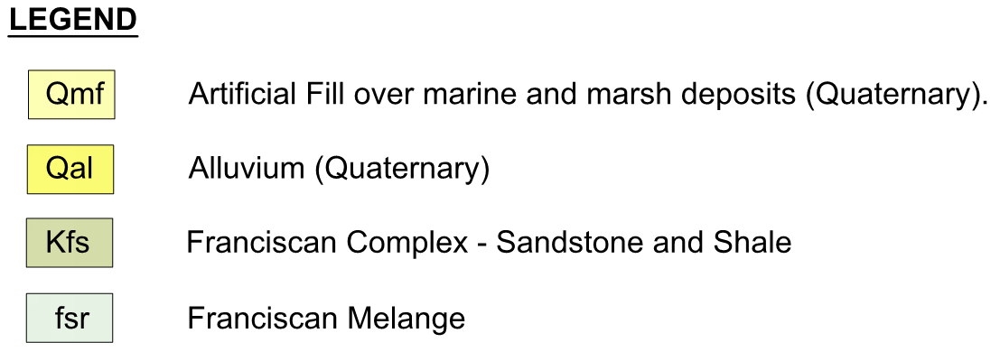 LEGEND
Qmf Artificial Fill over marine and marsh deposits (Quaternary).
Qal Alluvium (Quaternary)
Kfs Franciscan Complex - Sandstone and Shale
fsr Franciscan Melange